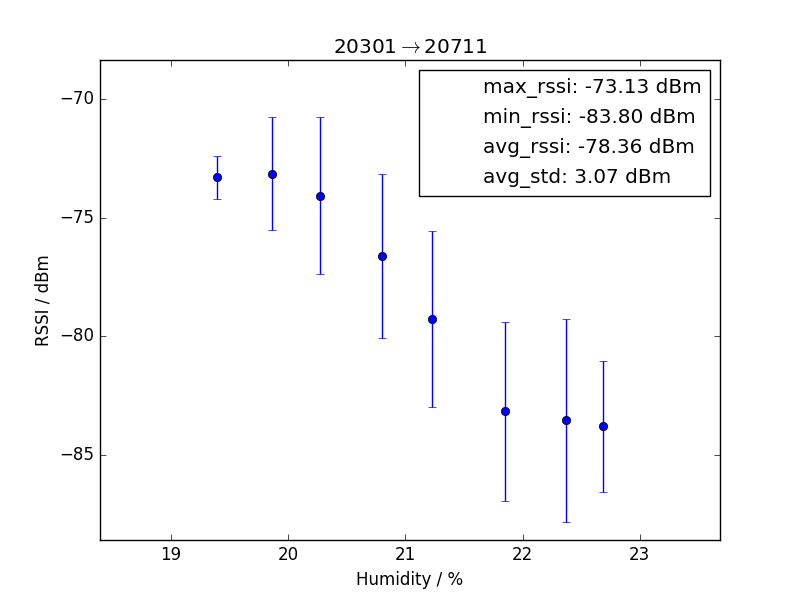 20301→20711
max_rssi: -73.13 dBm
min_rssi: -83.80 dBm
avg_rssi: -78.36 dBm
avg_std: 3.07 dBm
RSSI / dBm
−70
−75
−80
−85
19 20 21 22 23
Humidity / %